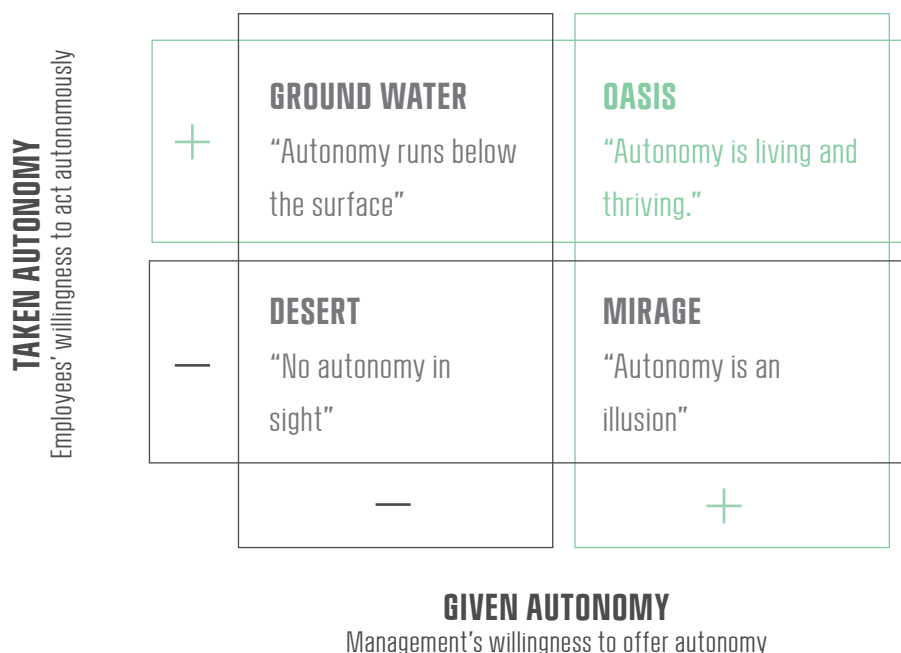 TAKEN AUTONOMY
Employees' willingness to act autonomously
+
GROUND WATER
“Autonomy runs below
the surface”
OASIS
“Autonomy is living and
thriving.”
—
DESERT
“No autonomy in
sight”
MIRAGE
“Autonomy is an
illusion”
—
+
GIVEN AUTONOMY
Management's willingness to offer autonomy